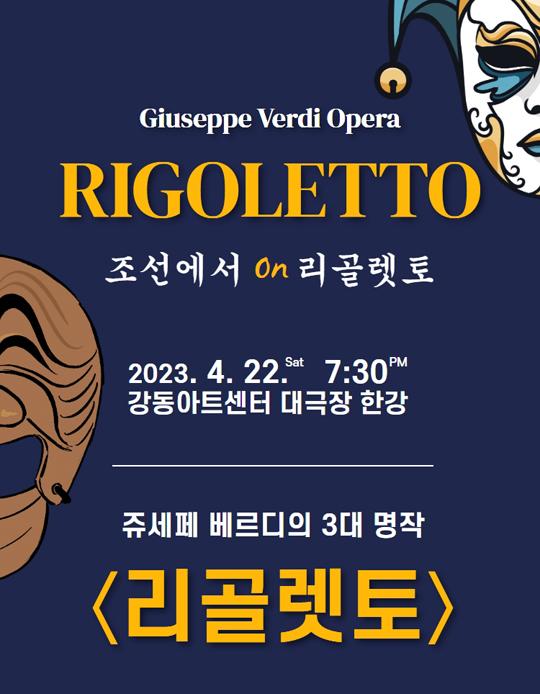 Giuseppe Verdi Opera
RIGOLETTO
조선에서 On 리골렛토
2023. 4. 22.Sat 7:30PM
강동아트센터 대극장 한강
쥬세페 베르디의 3대 명작
〈리골렛토〉